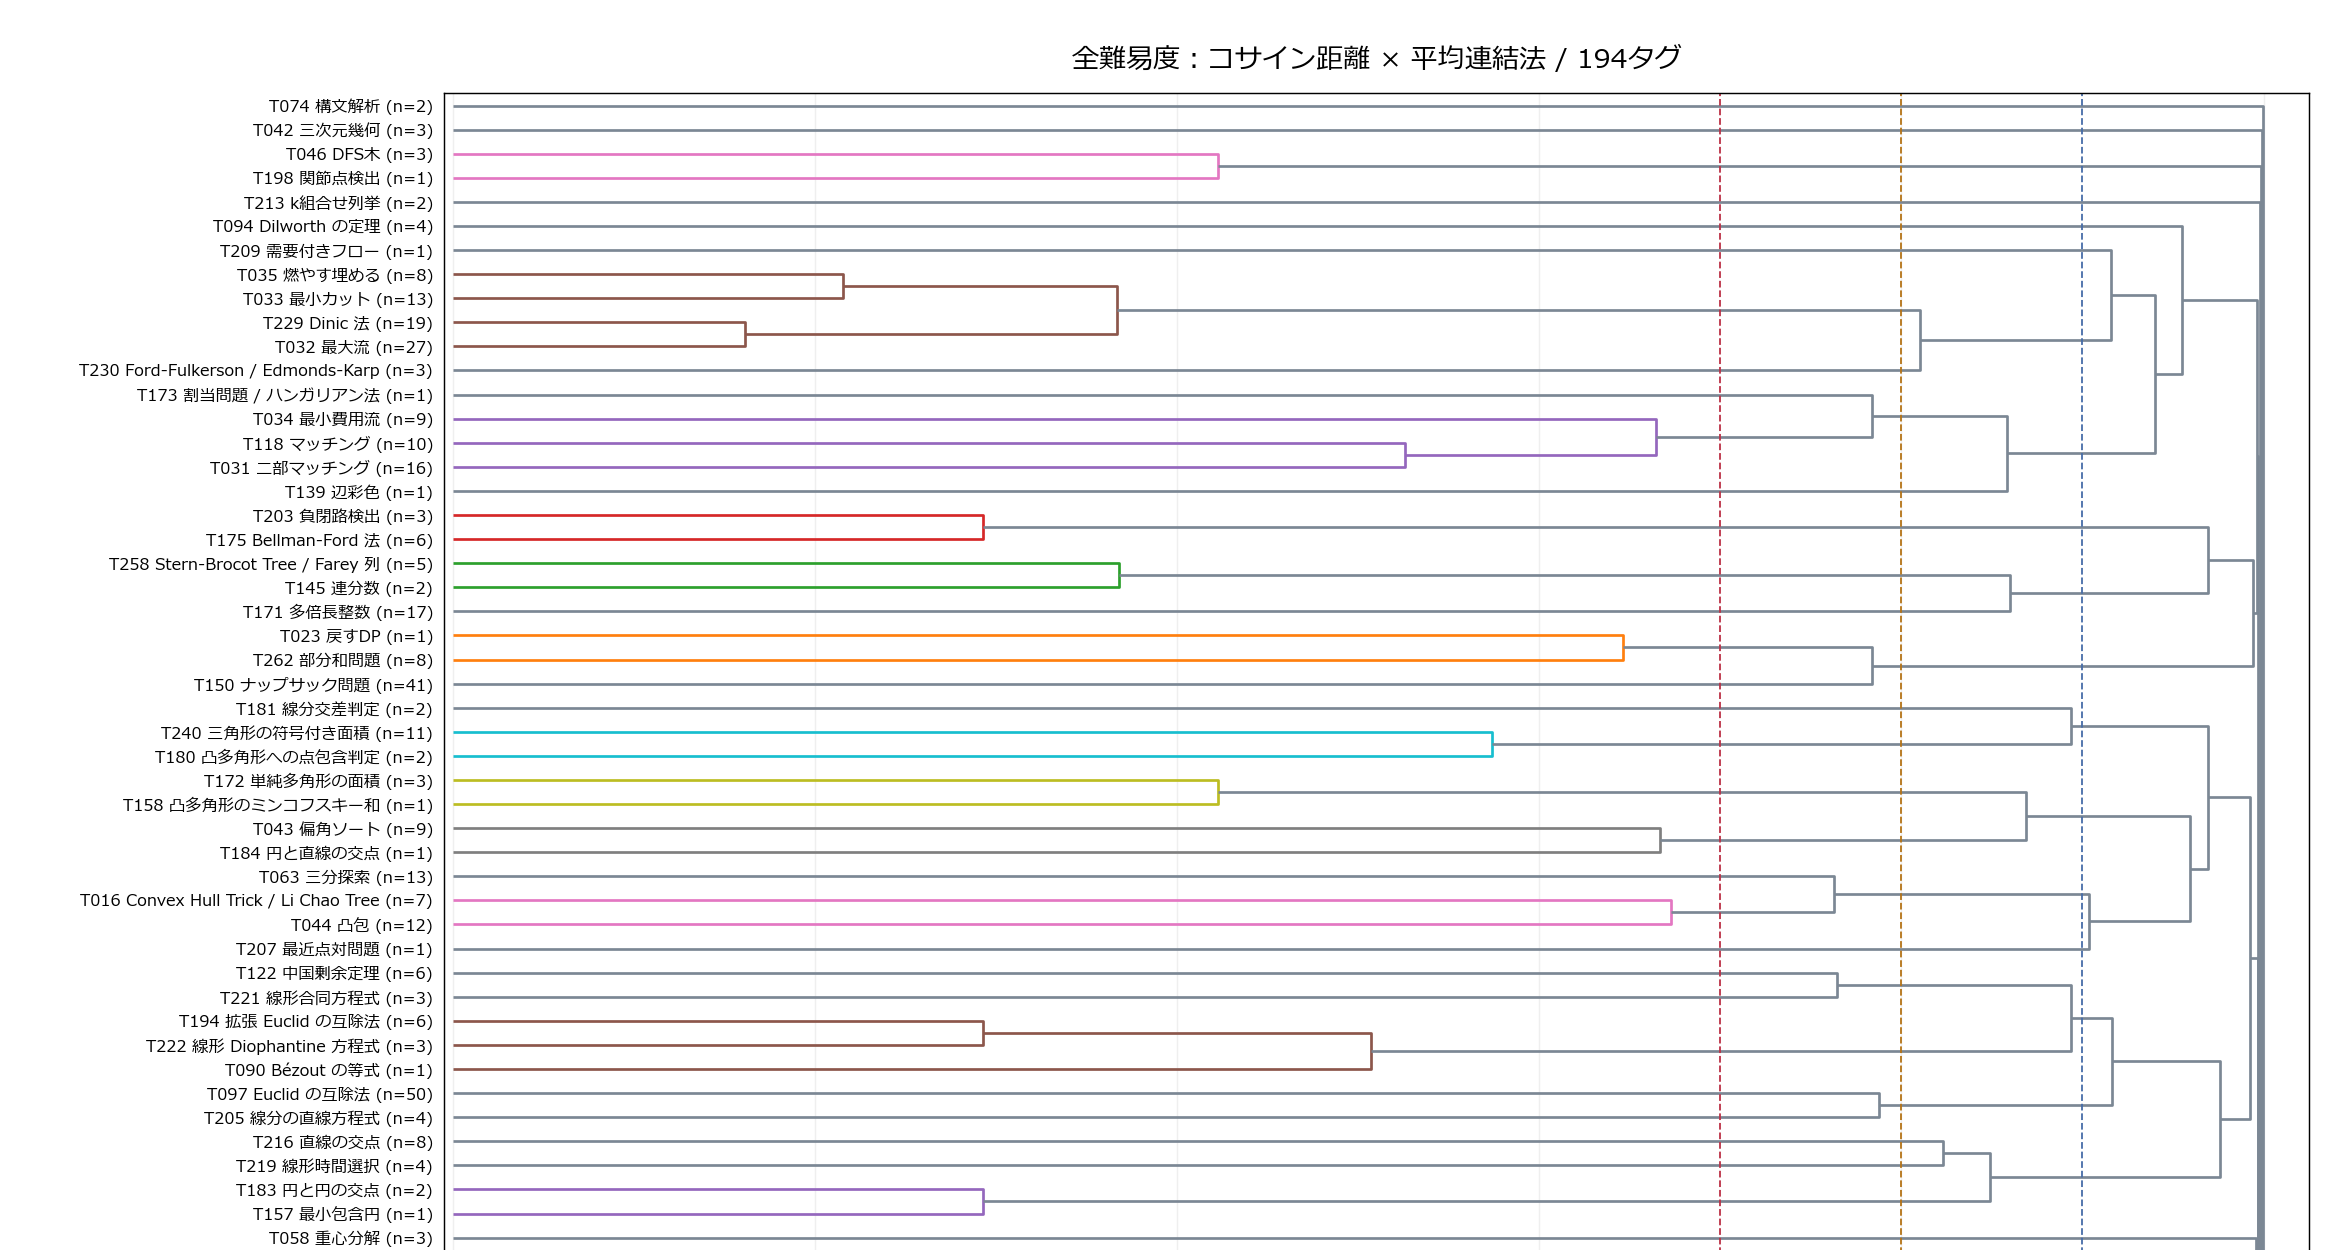 全難易度：コサイン距離 × 平均連結法 / 194タグ
T074 構文解析 (n=2)
T042 三次元幾何 (n=3)
T046 DFS木 (n=3)
T198 関節点検出 (n=1)
T213 k組合せ列挙 (n=2)
T094 Dilworth の定理 (n=4)
T209 需要付きフロー (n=1)
T035 燃やす埋める (n=8)
T033 最小カット (n=13)
T229 Dinic 法 (n=19)
T032 最大流 (n=27)
T230 Ford-Fulkerson / Edmonds-Karp (n=3)
T173 割当問題 / ハンガリアン法 (n=1)
T034 最小費用流 (n=9)
T118 マッチング (n=10)
T031 二部マッチング (n=16)
T139 辺彩色 (n=1)
T203 負閉路検出 (n=3)
T175 Bellman-Ford 法 (n=6)
T258 Stern-Brocot Tree / Farey 列 (n=5)
T145 連分数 (n=2)
T171 多倍長整数 (n=17)
T023 戻すDP (n=1)
T262 部分和問題 (n=8)
T150 ナップサック問題 (n=41)
T181 線分交差判定 (n=2)
T240 三角形の符号付き面積 (n=11)
T180 凸多角形への点包含判定 (n=2)
T172 単純多角形の面積 (n=3)
T158 凸多角形のミンコフスキー和 (n=1)
T043 偏角ソート (n=9)
T184 円と直線の交点 (n=1)
T063 三分探索 (n=13)
T016 Convex Hull Trick / Li Chao Tree (n=7)
T044 凸包 (n=12)
T207 最近点対問題 (n=1)
T122 中国剰余定理 (n=6)
T221 線形合同方程式 (n=3)
T194 拡張 Euclid の互除法 (n=6)
T222 線形 Diophantine 方程式 (n=3)
T090 Bézout の等式 (n=1)
T097 Euclid の互除法 (n=50)
T205 線分の直線方程式 (n=4)
T216 直線の交点 (n=8)
T219 線形時間選択 (n=4)
T183 円と円の交点 (n=2)
T157 最小包含円 (n=1)
T058 重心分解 (n=3)